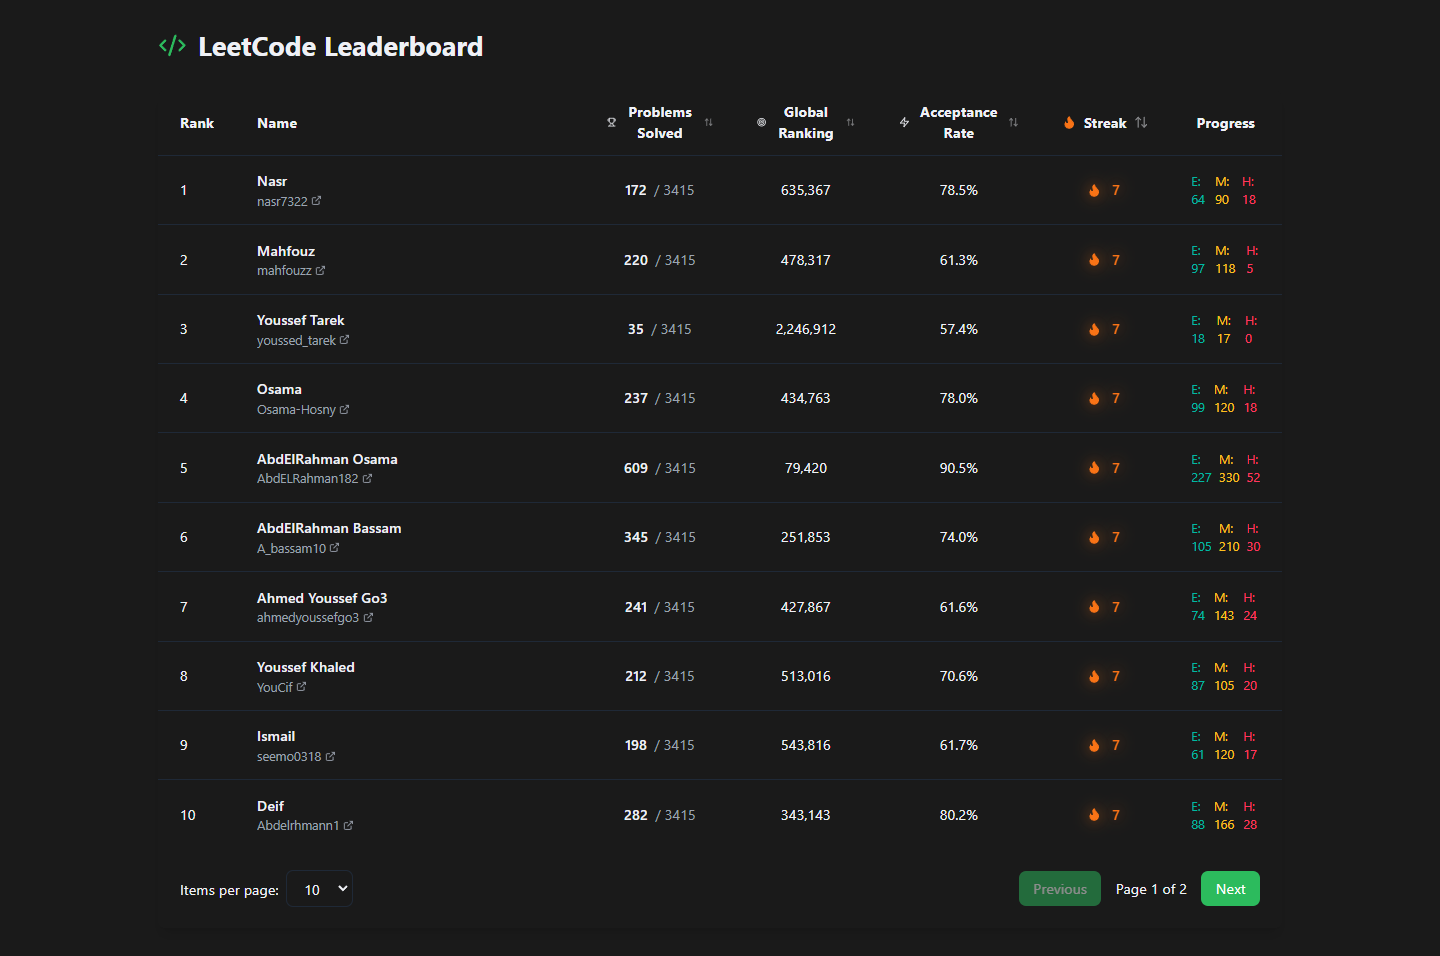 LeetCode Leaderboard
Rank Name Problems Solved Global Ranking Acceptance Rate Streak Progress
1 Nasr 172 / 3415 635,367 78.5% 7 E: M: H:
nasr7322 64 90 18
2 Mahfouz 220 / 3415 478,317 61.3% 7 E: M: H:
mahfouzz 97 118 5
3 Youssef Tarek 35 / 3415 2,246,912 57.4% 7 E: M: H:
youssed_tarek 18 17 0
4 Osama 237 / 3415 434,763 78.0% 7 E: M: H:
Osama-Hosny 99 120 18
5 AbdElRahman Osama 609 / 3415 79,420 90.5% 7 E: M: H:
AbdELRahman182 227 330 52
6 AbdElRahman Bassam 345 / 3415 251,853 74.0% 7 E: M: H:
A_bassam10 105 210 30
7 Ahmed Youssef Go3 241 / 3415 427,867 61.6% 7 E: M: H:
ahmedyoussefgo3 74 143 24
8 Youssef Khaled 212 / 3415 513,016 70.6% 7 E: M: H:
YouCif 87 105 20
9 Ismail 198 / 3415 543,816 61.7% 7 E: M: H:
seemo0318 61 120 17
10 Deif 282 / 3415 343,143 80.2% 7 E: M: H:
Abdelrhmann1 88 166 28
Items per page: 10 Previous Page 1 of 2 Next